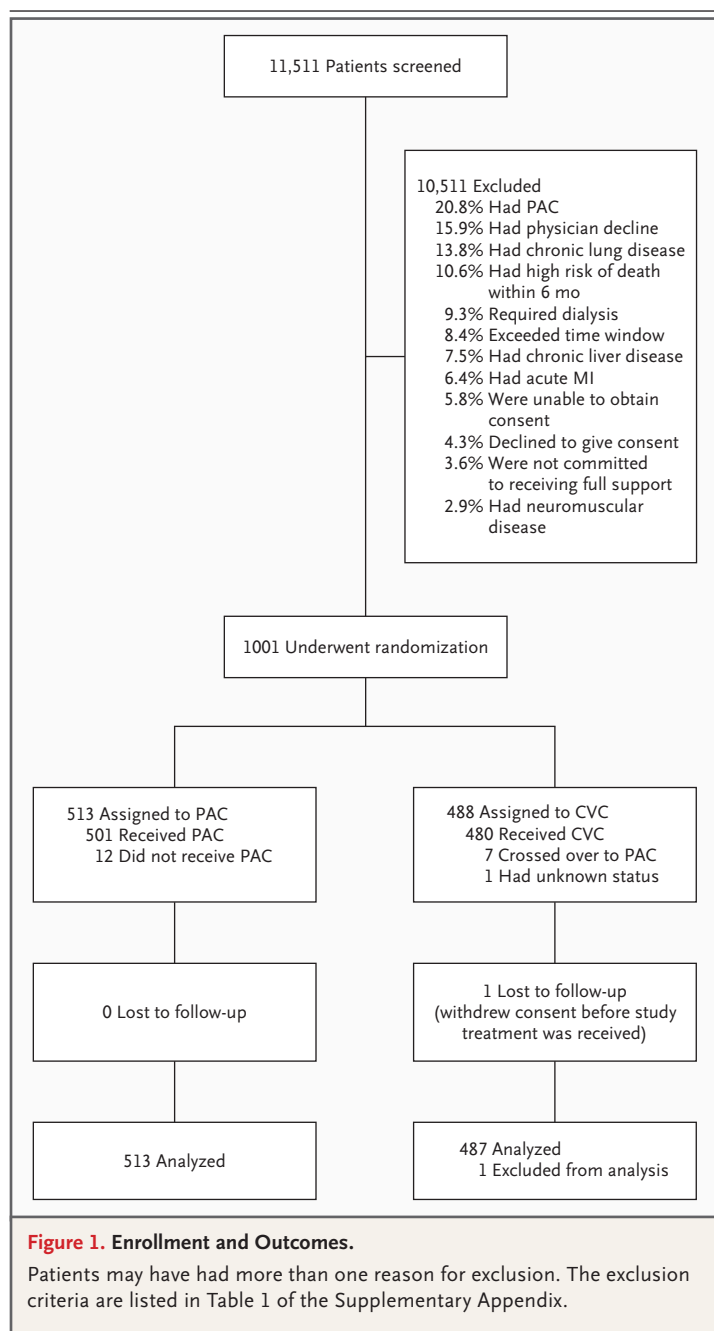 11,511 Patients screened
10,511 Excluded
20.8% Had PAC
15.9% Had physician decline
13.8% Had chronic lung disease
10.6% Had high risk of death
within 6 mo
9.3% Required dialysis
8.4% Exceeded time window
7.5% Had chronic liver disease
6.4% Had acute MI
5.8% Were unable to obtain
consent
4.3% Declined to give consent
3.6% Were not committed
to receiving full support
2.9% Had neuromuscular
disease
1001 Underwent randomization
513 Assigned to PAC
501 Received PAC
12 Did not receive PAC
488 Assigned to CVC
480 Received CVC
7 Crossed over to PAC
1 Had unknown status
0 Lost to follow-up
1 Lost to follow-up
(withdrew consent before study
treatment was received)
513 Analyzed
487 Analyzed
1 Excluded from analysis
Figure 1. Enrollment and Outcomes.
Patients may have had more than one reason for exclusion. The exclusion
criteria are listed in Table 1 of the Supplementary Appendix.